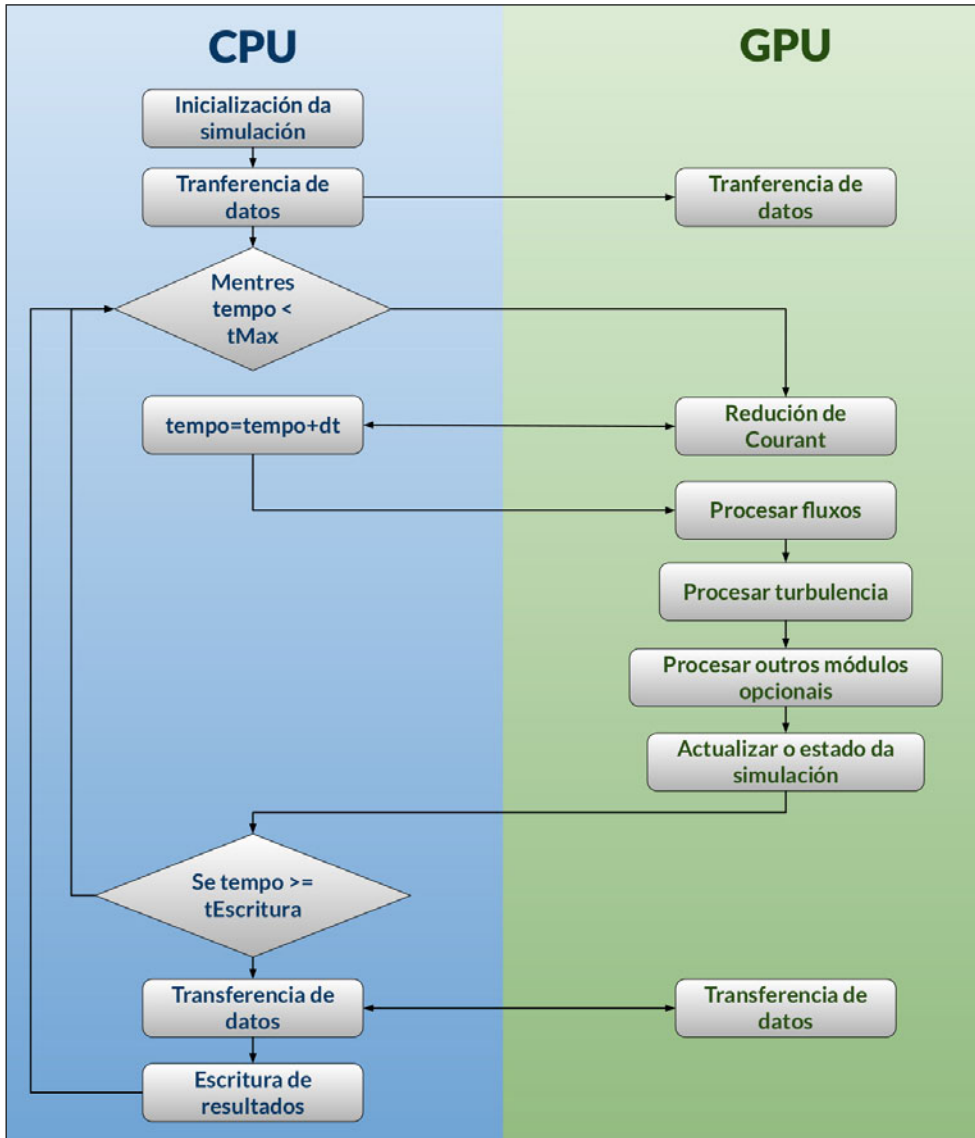 CPU
GPU
Inicialización da
simulación
Tranferencia de
datos
Tranferencia de
datos
Mentres
tempo <
tMax
tempo=tempo+dt
Redución de
Courant
Procesar fluxos
Procesar turbulencia
Procesar outros módulos
opcionais
Actualizar o estado da
simulación
Se tempo >=
tEscritura
Transferencia de
datos
Transferencia de
datos
Escritura de
resultados